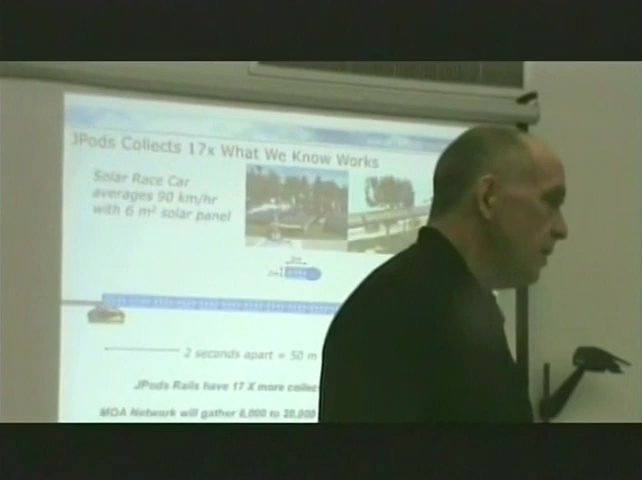 JPods Collects 17x What We Know Works
Solar Race Car
averages 90 km/hr
with 6 m² solar panel
2 seconds apart = 50 m
JPods Rails have 17 X more collec
MOA Network will gather 6,000 to 20,000